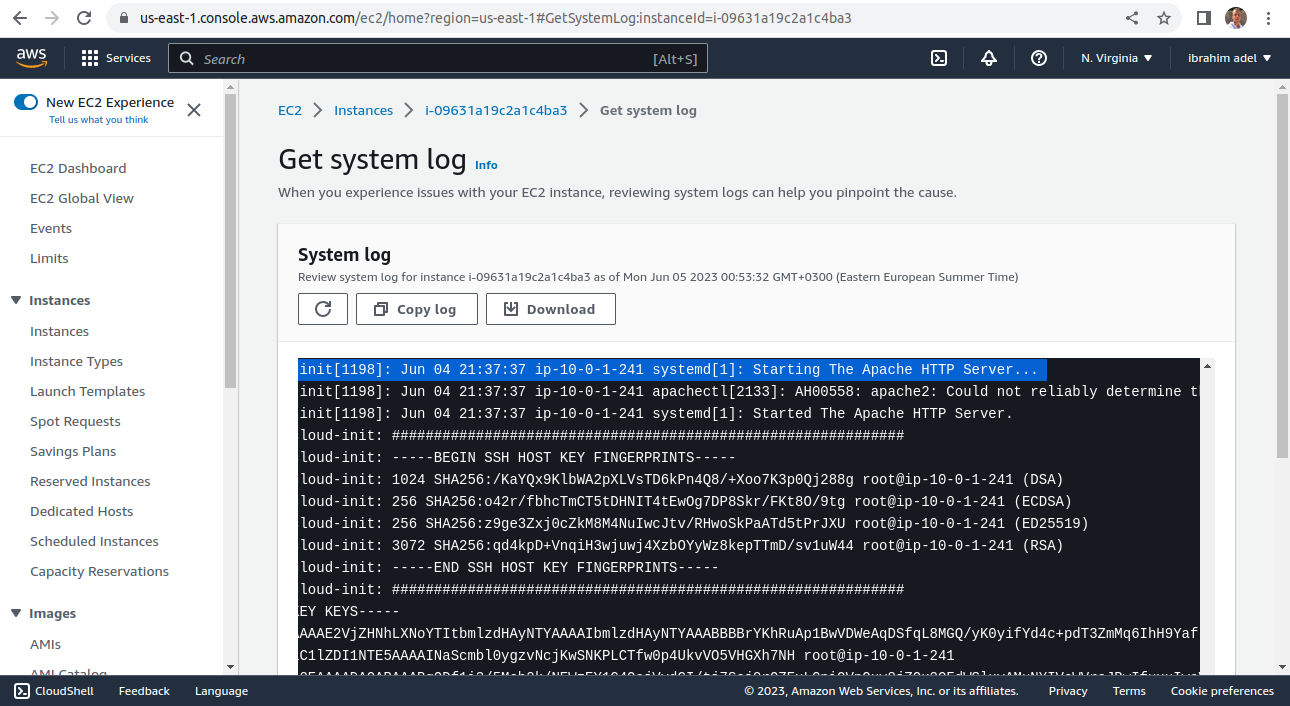 us-east-1.console.aws.amazon.com/ec2/home?region=us-east-1#GetSystemLog:instanceId=i-09631a19c2a1c4ba3
aws
Services
Search
[Alt+S]
N. Virginia
ibrahim adel
New EC2 Experience
Tell us what you think
EC2 Dashboard
EC2 Global View
Events
Limits
Instances
Instances
Instance Types
Launch Templates
Spot Requests
Savings Plans
Reserved Instances
Dedicated Hosts
Scheduled Instances
Capacity Reservations
Images
AMIs
AMI Catalog
EC2 > Instances > i-09631a19c2a1c4ba3 > Get system log
Get system log Info
When you experience issues with your EC2 instance, reviewing system logs can help you pinpoint the cause.
System log
Review system log for instance i-09631a19c2a1c4ba3 as of Mon Jun 05 2023 00:53:32 GMT+0300 (Eastern European Summer Time)
Copy log
Download
init[1198]: Jun 04 21:37:37 ip-10-0-1-241 systemd[1]: Starting The Apache HTTP Server...
init[1198]: Jun 04 21:37:37 ip-10-0-1-241 apachectl[2133]: AH00558: apache2: Could not reliably determine th
init[1198]: Jun 04 21:37:37 ip-10-0-1-241 systemd[1]: Started The Apache HTTP Server.
loud-init: #############################################################
loud-init: -----BEGIN SSH HOST KEY FINGERPRINTS-----
loud-init: 1024 SHA256:/KaYQx9KlbWA2pXLVsTD6kPn4Q8/+Xoo7K3p0Qj288g root@ip-10-0-1-241 (DSA)
loud-init: 256 SHA256:o42r/fbhcTmCT5tDHNIT4tEwOg7DP8Skr/FKt8O/9tg root@ip-10-0-1-241 (ECDSA)
loud-init: 256 SHA256:z9ge3Zxj0cZkM8M4NuIwcJtv/RHwoSkPaATd5tPrJXU root@ip-10-0-1-241 (ED25519)
loud-init: 3072 SHA256:qd4kpD+VnqiH3wjuwj4XzbOYyWz8kepTTmD/sv1uW44 root@ip-10-0-1-241 (RSA)
loud-init: -----END SSH HOST KEY FINGERPRINTS-----
loud-init: #############################################################
EY KEYS-----
AAAAE2VjZHNhLXNoYTItbmlzdHAyNTYAAAAIbmlzdHAyNTYAAABBBBrYKhRuAp1BwVDWeAqDSfqL8MGQ/yK0yifYd4c+pdT3ZmMq6IhH9Yaf
C1lZDI1NTE5AAAAINaScmbl0ygzvNcjKwSNKPLCTfw0p4UkvVO5VHGXh7NH root@ip-10-0-1-241
CloudShell
Feedback
Language
© 2023, Amazon Web Services, Inc. or its affiliates.
Privacy
Terms
Cookie preferences